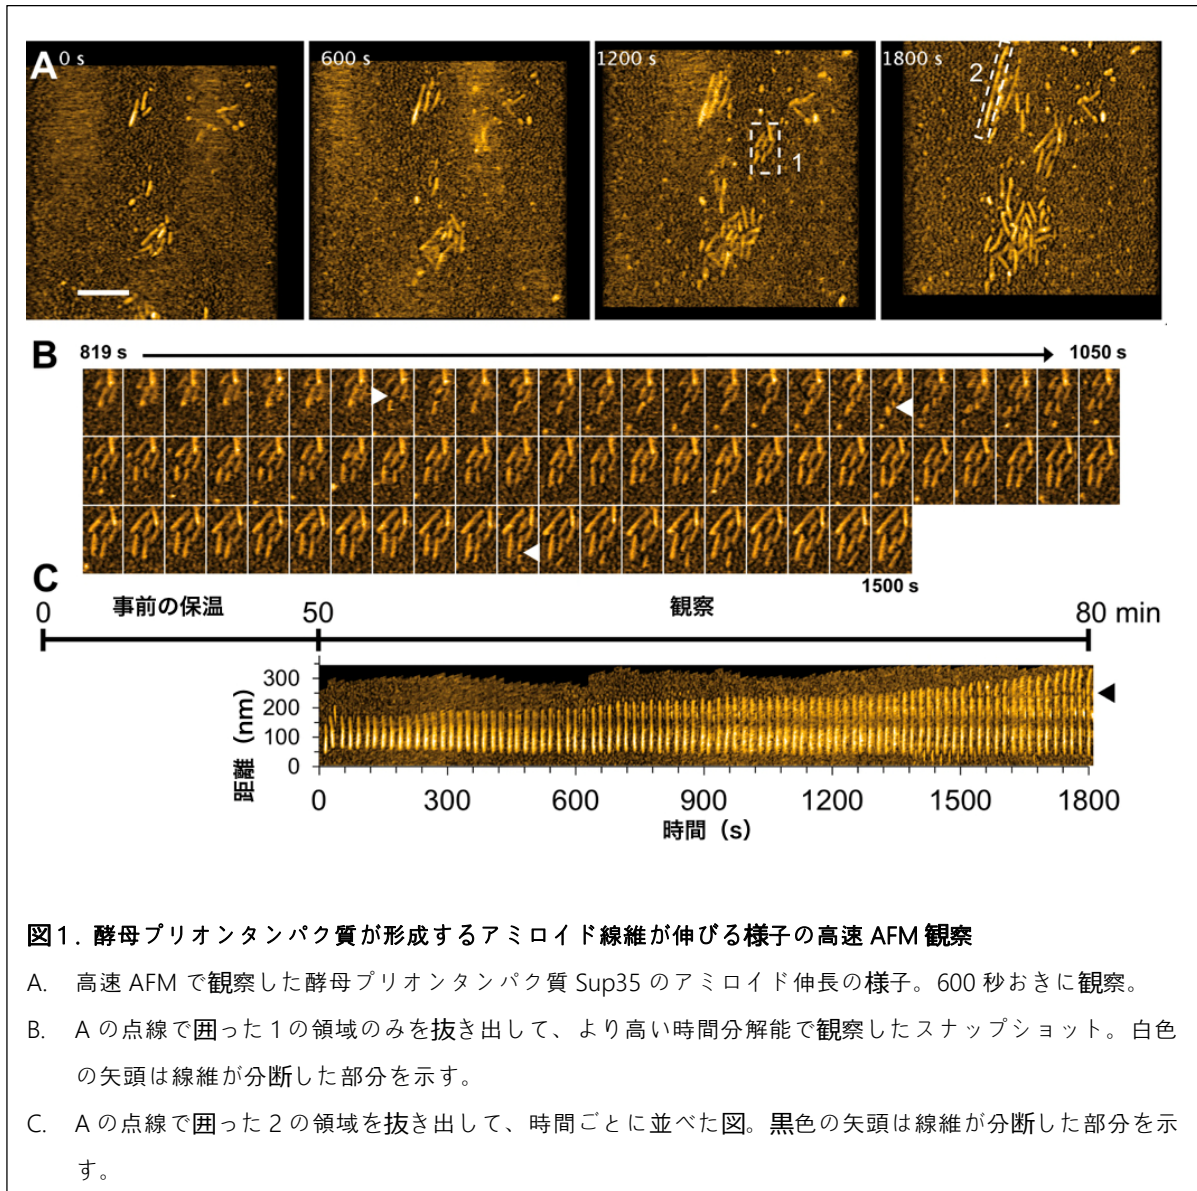 A 0 s
600 s
1200 s
1800 s
2
1
B 819 s
1050 s
1500 s
C
0 事前の保温 50 観察 80 min
距離 (nm)
300
200
100
0
0 300 600 900 1200 1500 1800
時間 (s)
図1. 酵母プリオンタンパク質が形成するアミロイド線維が伸びる様子の高速 AFM 観察
A. 高速 AFM で観察した酵母プリオンタンパク質 Sup35 のアミロイド伸長の様子。600 秒おきに観察。
B. A の点線で囲った1の領域のみを抜き出して、より高い時間分解能で観察したスナップショット。白色
の矢頭は線維が分断した部分を示す。
C. A の点線で囲った 2 の領域を抜き出して、時間ごとに並べた図。黒色の矢頭は線維が分断した部分を示
す。